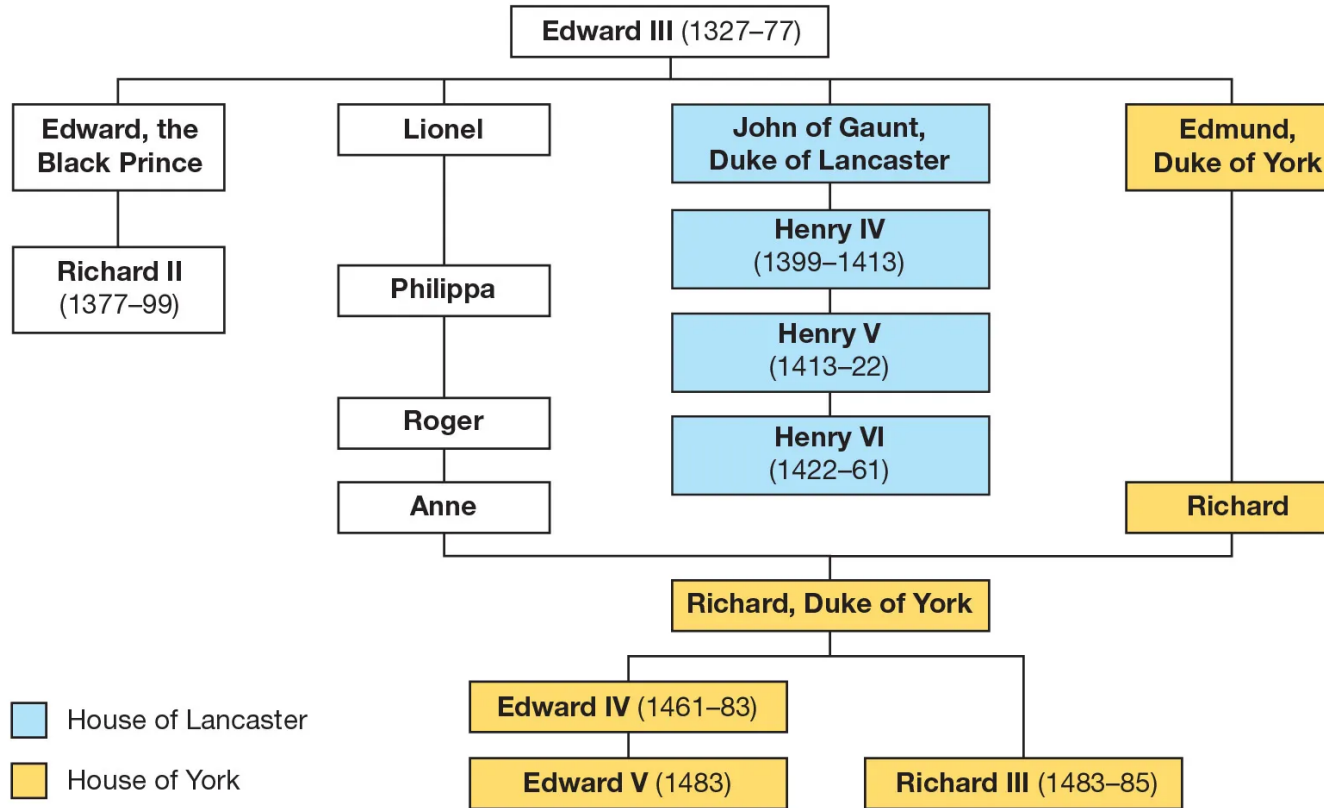 Edward III (1327–77)
Edward, the
Black Prince
Lionel
John of Gaunt,
Duke of Lancaster
Edmund,
Duke of York
Richard II
(1377–99)
Philippa
Henry IV
(1399–1413)
Henry V
(1413–22)
Roger
Henry VI
(1422–61)
Anne
Richard
Richard, Duke of York
Edward IV (1461–83)
Edward V (1483)
Richard III (1483–85)
House of Lancaster
House of York